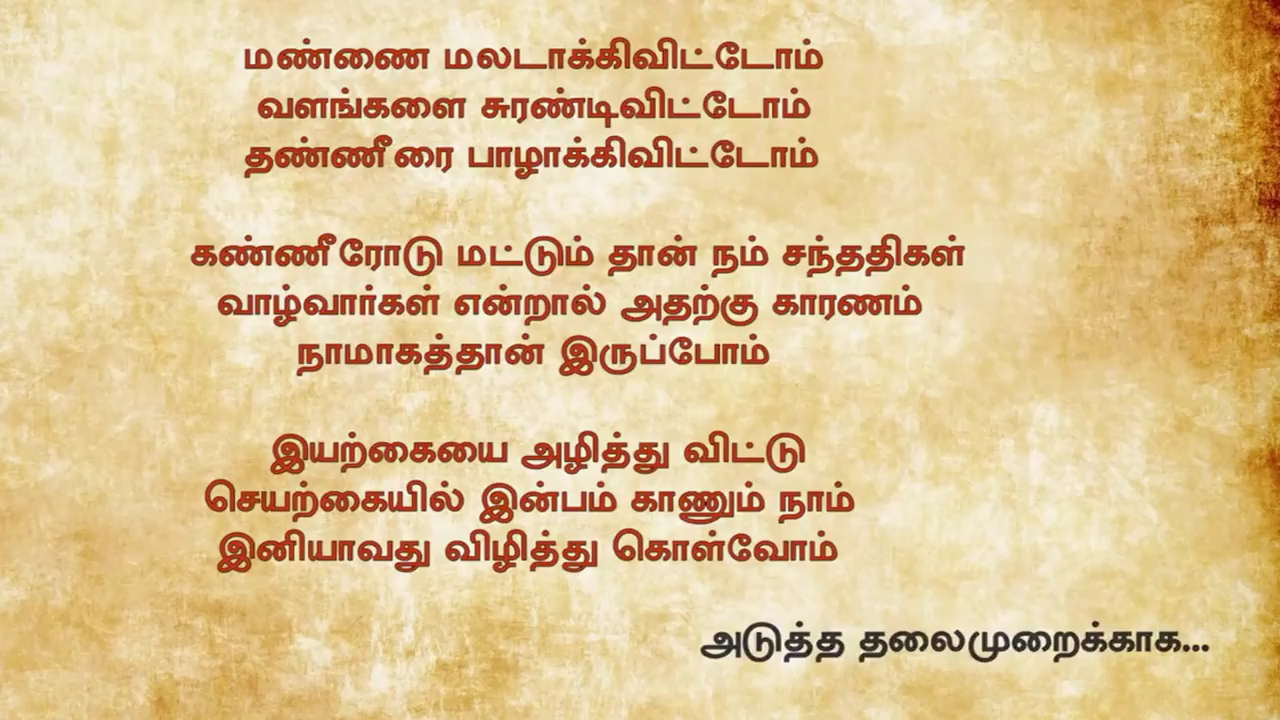 மண்ணை மலடாக்கிவிட்டோம்
வளங்களை சுரண்டிவிட்டோம்
தண்ணீரை பாழாக்கிவிட்டோம்
கண்ணீரோடு மட்டும் தான் நம் சந்ததிகள்
வாழ்வார்கள் என்றால் அதற்கு காரணம்
நாமாகத்தான் இருப்போம்
இயற்கையை அழித்து விட்டு
செயற்கையில் இன்பம் காணும் நாம்
இனியாவது விழித்து கொள்வோம்
அடுத்த தலைமுறைக்காக...